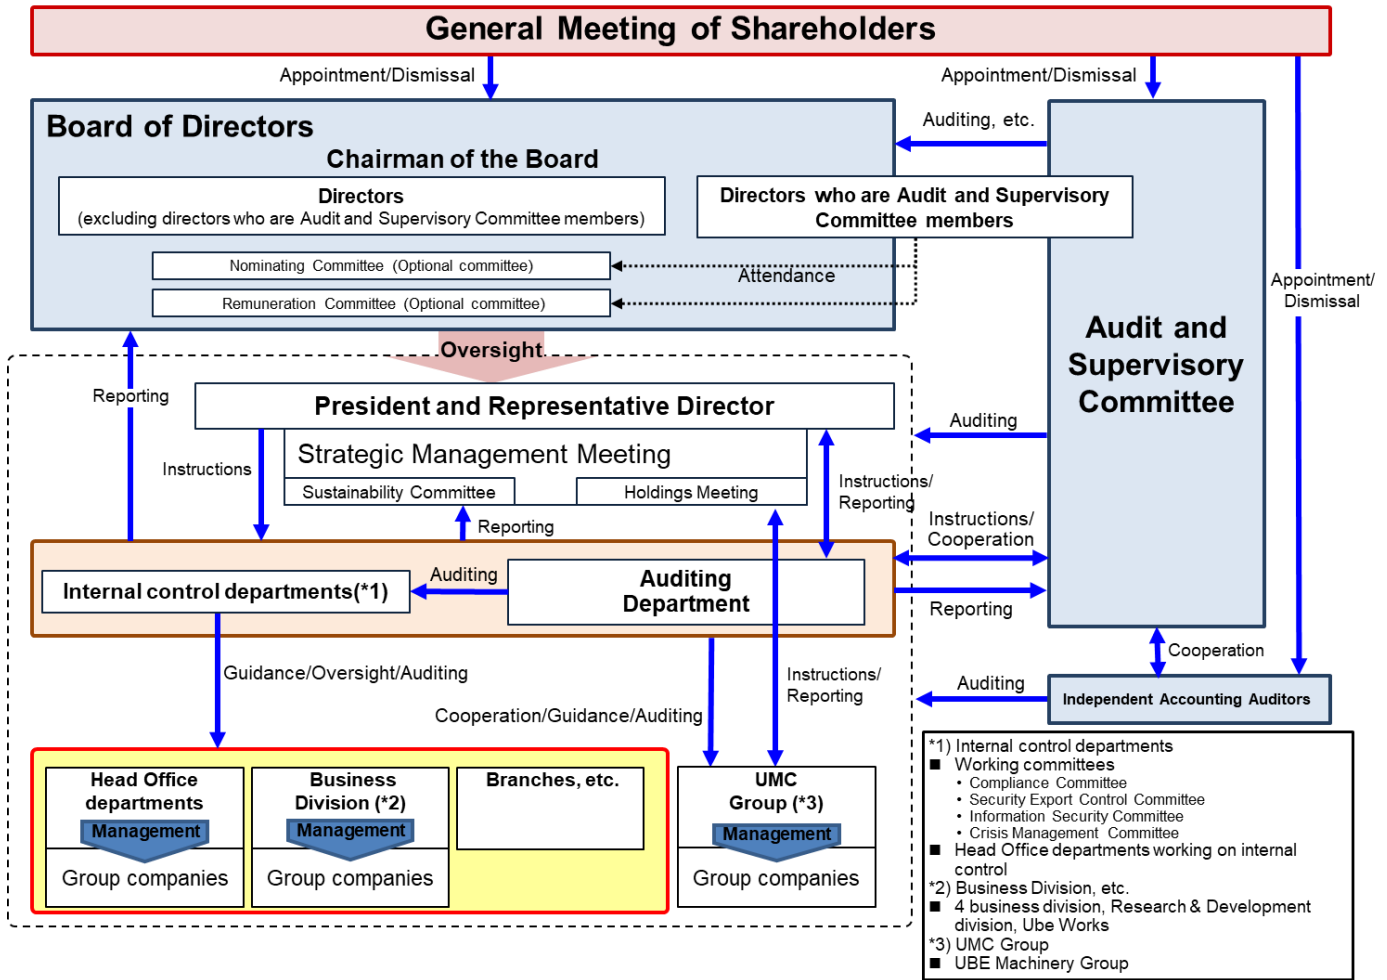 General Meeting of Shareholders
Appointment/Dismissal
Appointment/Dismissal
Board of Directors
Auditing, etc.
Chairman of the Board
Directors
(excluding directors who are Audit and Supervisory Committee members)
Directors who are Audit and Supervisory
Committee members
Nominating Committee (Optional committee)
Attendance
Remuneration Committee (Optional committee)
Appointment/
Dismissal
Audit and
Supervisory
Committee
Oversight
Reporting
President and Representative Director
Auditing
Instructions
Strategic Management Meeting
Sustainability Committee
Holdings Meeting
Instructions/
Reporting
Reporting
Instructions/
Cooperation
Internal control departments(*1)
Auditing
Auditing
Department
Reporting
Guidance/Oversight/Auditing
Cooperation
Instructions/
Reporting
Auditing
Independent Accounting Auditors
Cooperation/Guidance/Auditing
Head Office
departments
Management
Group companies
Business
Division (*2)
Management
Group companies
Branches, etc.
UMC
Group (*3)
Management
Group companies
*1) Internal control departments
■ Working committees
• Compliance Committee
• Security Export Control Committee
• Information Security Committee
• Crisis Management Committee
■ Head Office departments working on internal
control
*2) Business Division, etc.
■ 4 business division, Research & Development
division, Ube Works
*3) UMC Group
■ UBE Machinery Group